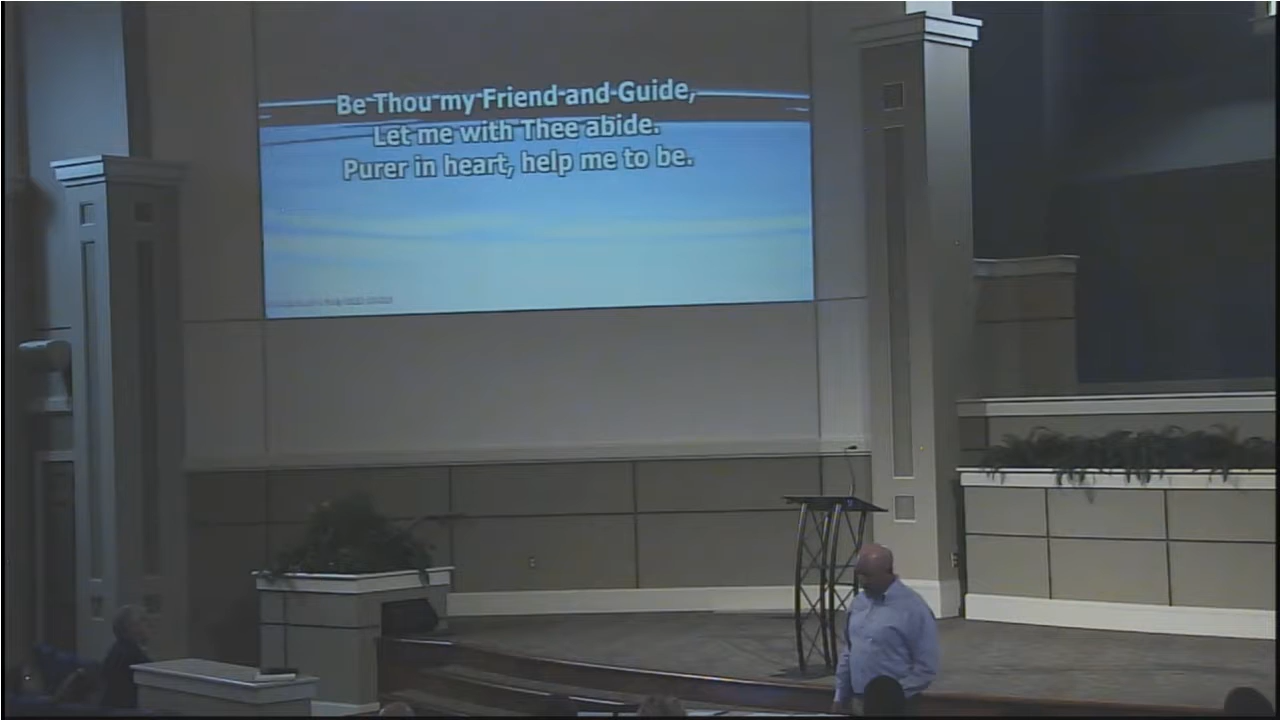 Be Thou my Friend and Guide,
Let me with Thee abide.
Purer in heart, help me to be.